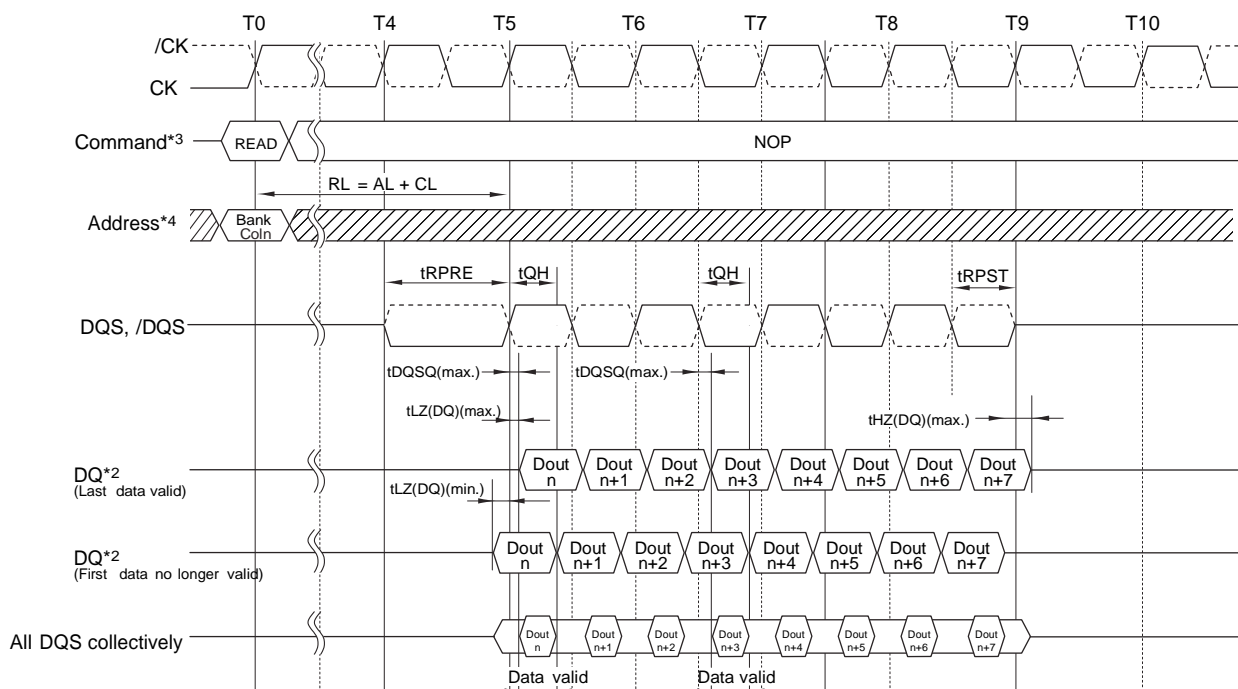 T0 T4 T5 T6 T7 T8 T9 T10
/CK
CK
Command*3 READ NOP
RL = AL + CL
Address*4 Bank
Coln
tRPRE tQH tQH tRPST
DQS, /DQS
tDQSQ(max.) tDQSQ(max.)
tLZ(DQ)(max.) tHZ(DQ)(max.)
DQ*2 Dout Dout Dout Dout Dout Dout Dout Dout
n n+1 n+2 n+3 n+4 n+5 n+6 n+7
(Last data valid)
tLZ(DQ)(min.)
DQ*2 Dout Dout Dout Dout Dout Dout Dout Dout
n n+1 n+2 n+3 n+4 n+5 n+6 n+7
(First data no longer valid)
All DQS collectively Dout Dout Dout Dout Dout Dout Dout Dout
n n+1 n+2 n+3 n+4 n+5 n+6 n+7
Data valid Data valid